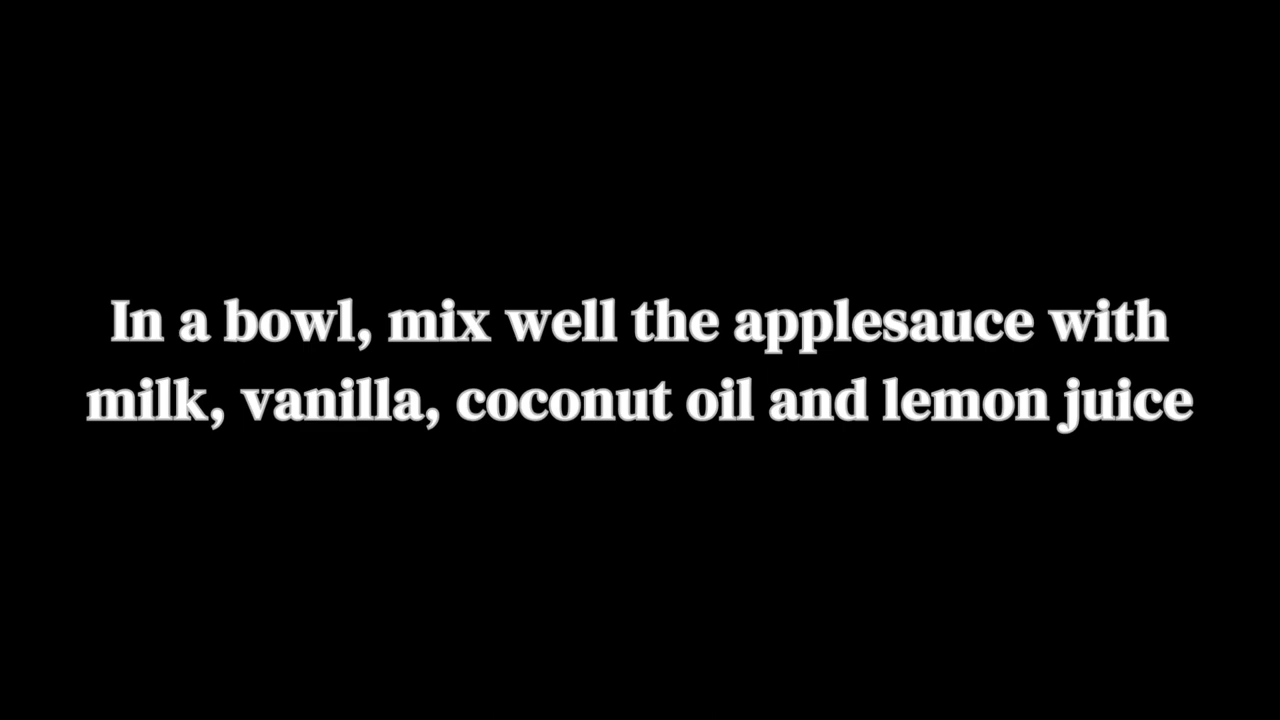 In a bowl, mix well the applesauce with
milk, vanilla, coconut oil and lemon juice